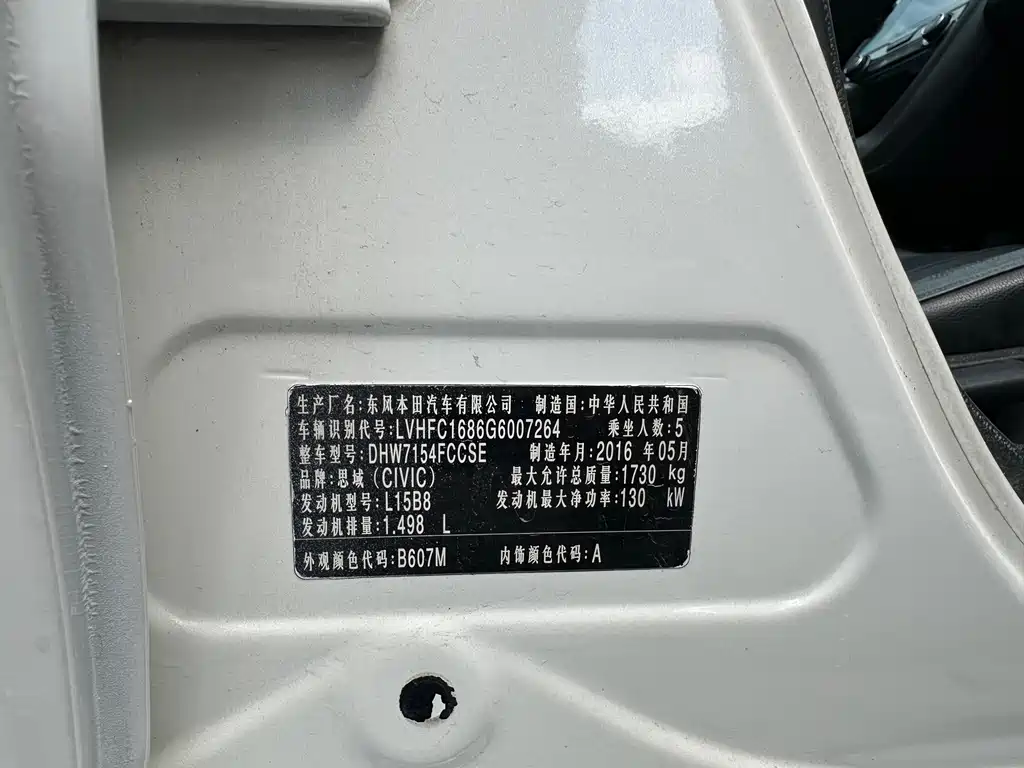 生产厂名:东风本田汽车有限公司 制造国:中华人民共和国
车辆识别代号:LVHFC1686G6007264 乘坐人数:5
整车型号:DHW7154FCCSE 制造年月:2016 年05月
品牌:思域(CIVIC) 最大允许总质量:1730 kg
发动机型号:L15B8 发动机最大净功率:130 kW
发动机排量:1.498 L
外观颜色代码:B607M 内饰颜色代码:A